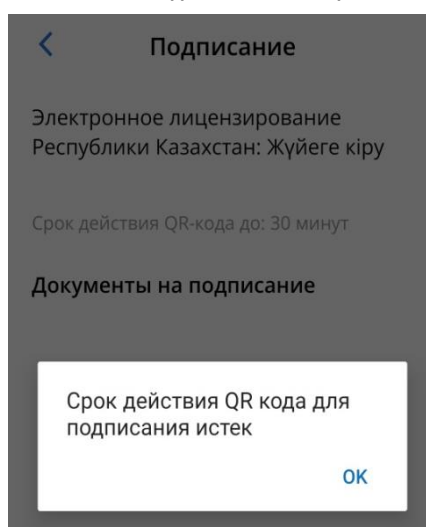 Подписание
Электронное лицензирование
Республики Казахстан: Жүйеге кіру
Срок действия QR-кода до: 30 минут
Документы на подписание
Срок действия QR кода для
подписания истек
OK